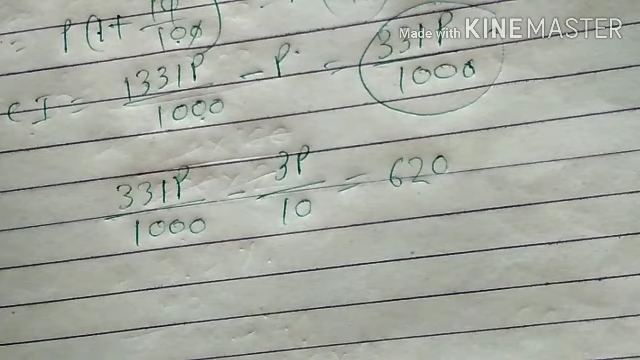 = P(1+ 10/100)
Made with KINEMASTER
CI = 1331P/1000 - P = 331P/1000
331P/1000 - 3P/10 = 620